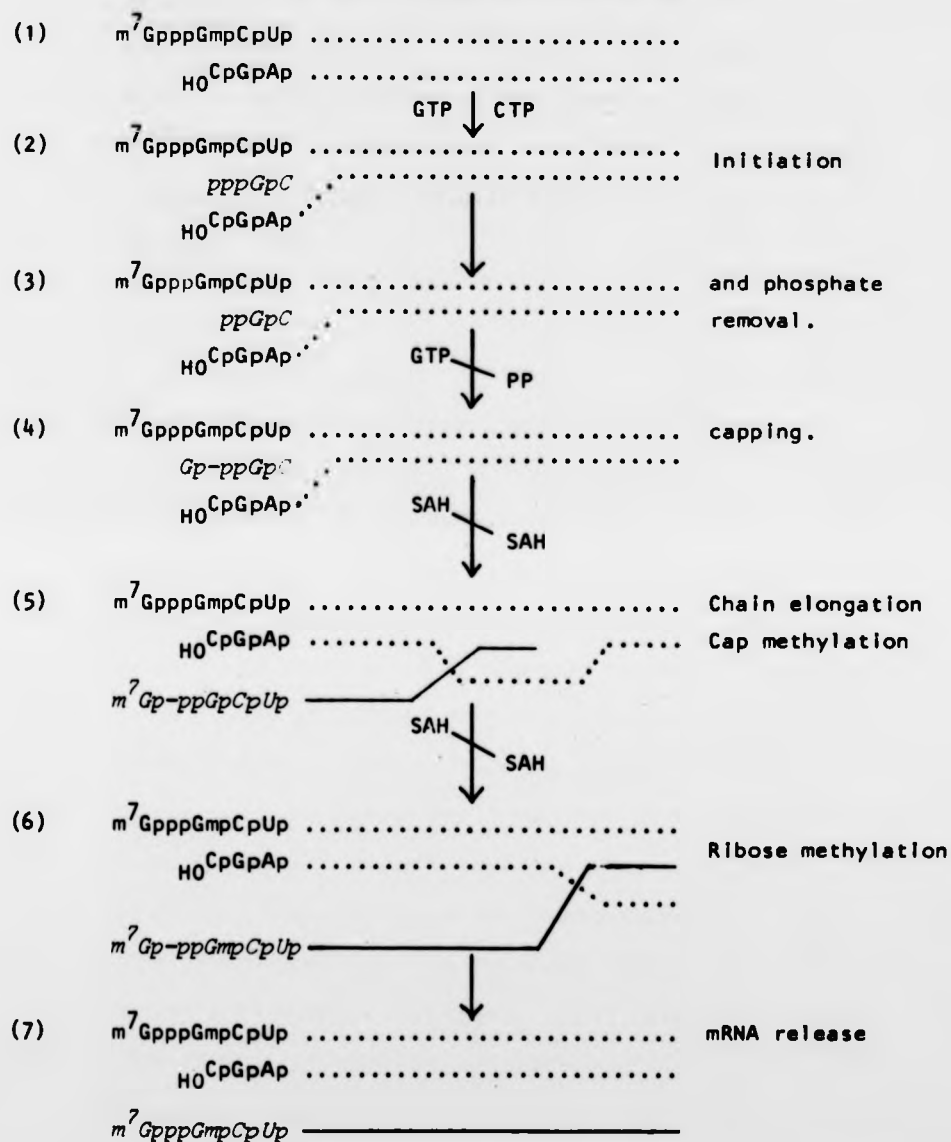 (1) m⁷GpppGmpCpUp
HOCpGpAp
GTP CTP
(2) m⁷GpppGmpCpUp Initiation
pppGpC
HOCpGpAp
(3) m⁷GpppGmpCpUp and phosphate
ppGpC removal.
HOCpGpAp
GTP PP
(4) m⁷GpppGmpCpUp capping.
Gp-ppGpC
HOCpGpAp
SAH SAH
(5) m⁷GpppGmpCpUp Chain elongation
HOCpGpAp Cap methylation
m⁷Gp-ppGpCpUp
SAH SAH
(6) m⁷GpppGmpCpUp
HOCpGpAp Ribose methylation
m⁷Gp-ppGmpCpUp
(7) m⁷GpppGmpCpUp mRNA release
HOCpGpAp
m⁷GpppGmpCpUp